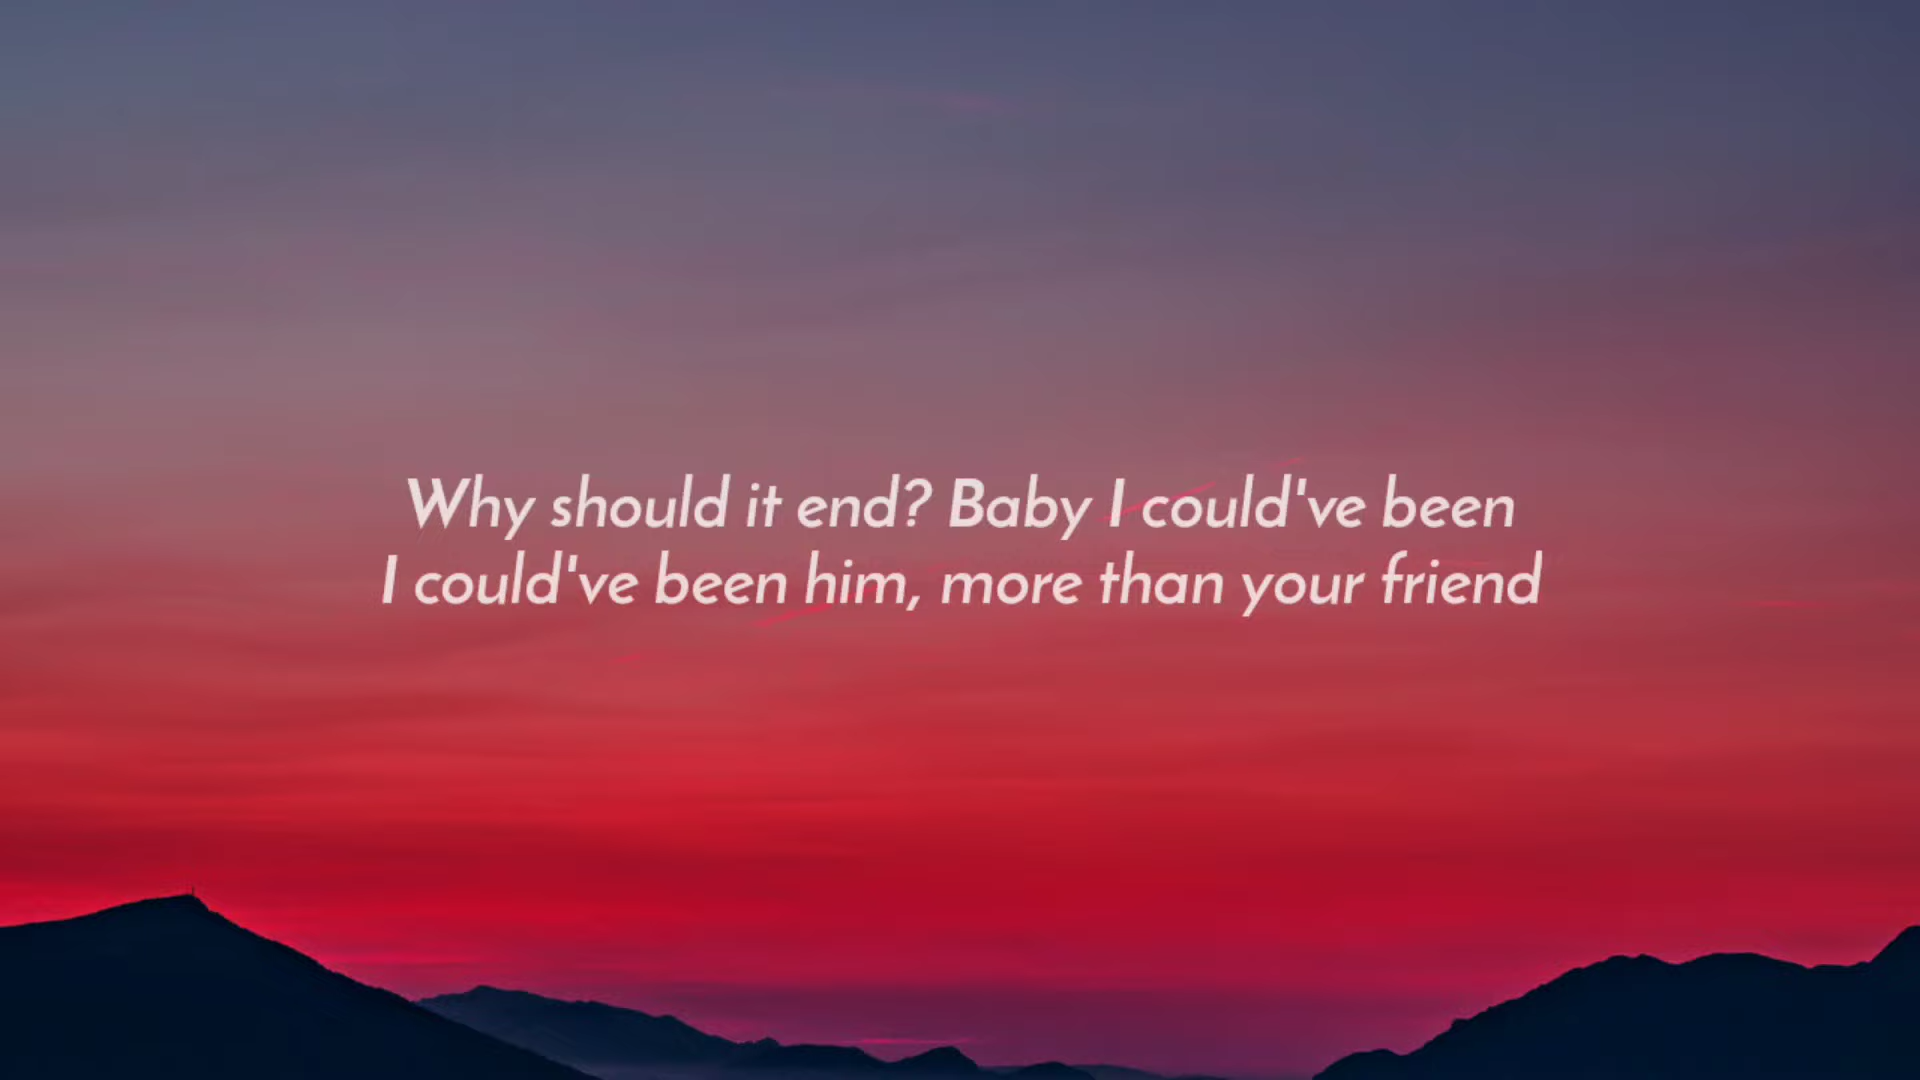 Why should it end? Baby I could've been
I could've been him, more than your friend